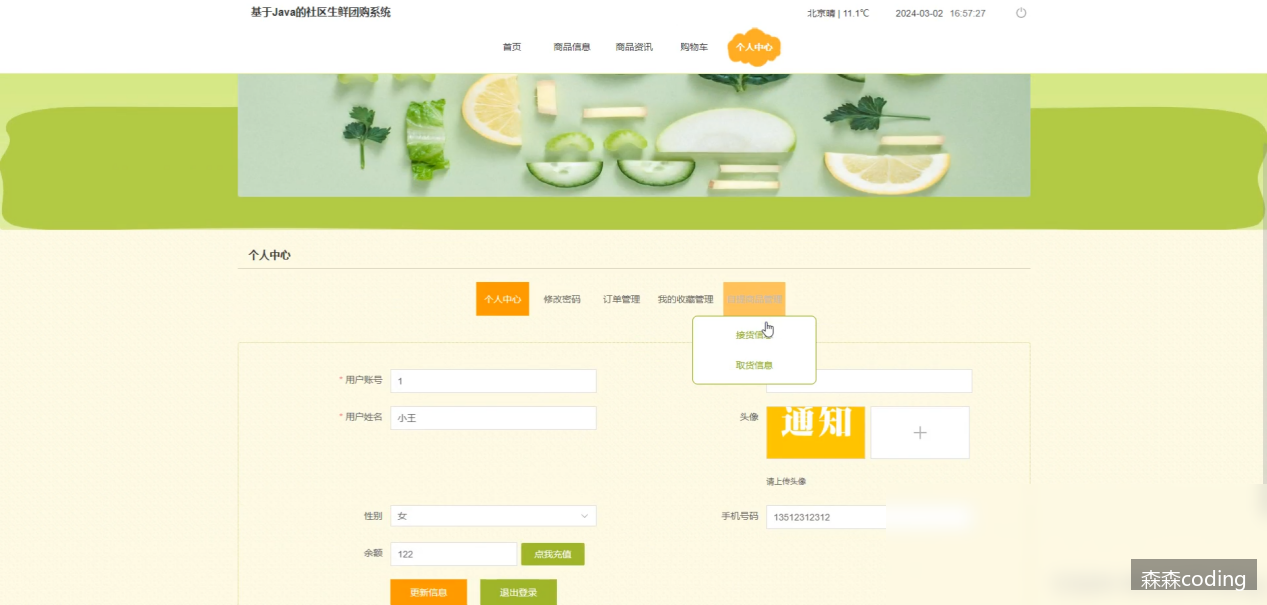 基于Java的社区生鲜团购系统
北京晴 | 11.1℃ 2024-03-02 16:57:27
首页 商品信息 商品资讯 购物车 个人中心
个人中心
个人中心 修改密码 订单管理 我的收藏管理
接货信息
取货信息
* 用户账号 1
* 用户姓名 小王
头像 通知
请上传头像
性别 女
手机号码 13512312312
余额 122 点我充值
更新信息 退出登录
森森coding